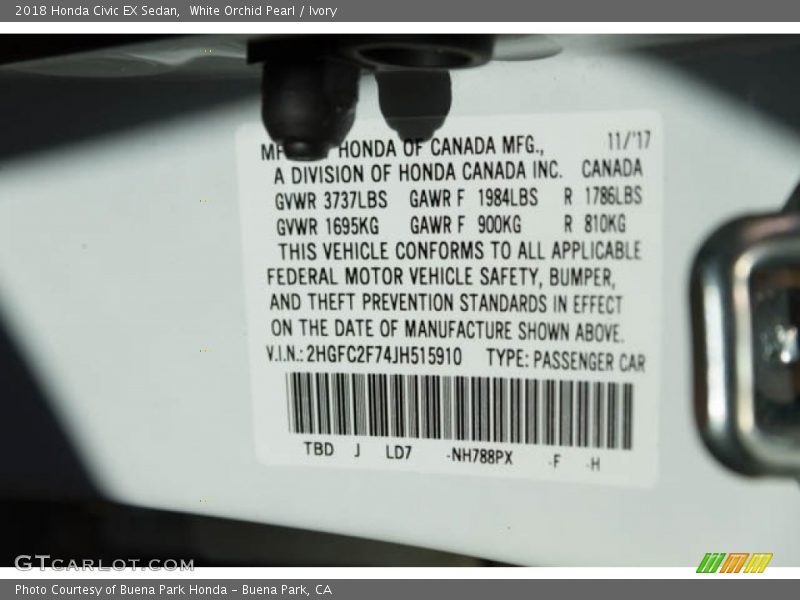 2018 Honda Civic EX Sedan,  White Orchid Pearl / Ivory
HONDA OF CANADA MFG., 11/'17
A DIVISION OF HONDA CANADA INC. CANADA
GVWR 3737LBS GAWR F 1984LBS R 1786LBS
GVWR 1695KG GAWR F 900KG R 810KG
THIS VEHICLE CONFORMS TO ALL APPLICABLE
FEDERAL MOTOR VEHICLE SAFETY, BUMPER,
AND THEFT PREVENTION STANDARDS IN EFFECT
ON THE DATE OF MANUFACTURE SHOWN ABOVE.
V.I.N.: 2HGFC2F74JH515910 TYPE: PASSENGER CAR
TBD J LD7 -NH788PX -F -H
GTCARLOT.COM
Photo Courtesy of Buena Park Honda - Buena Park, CA